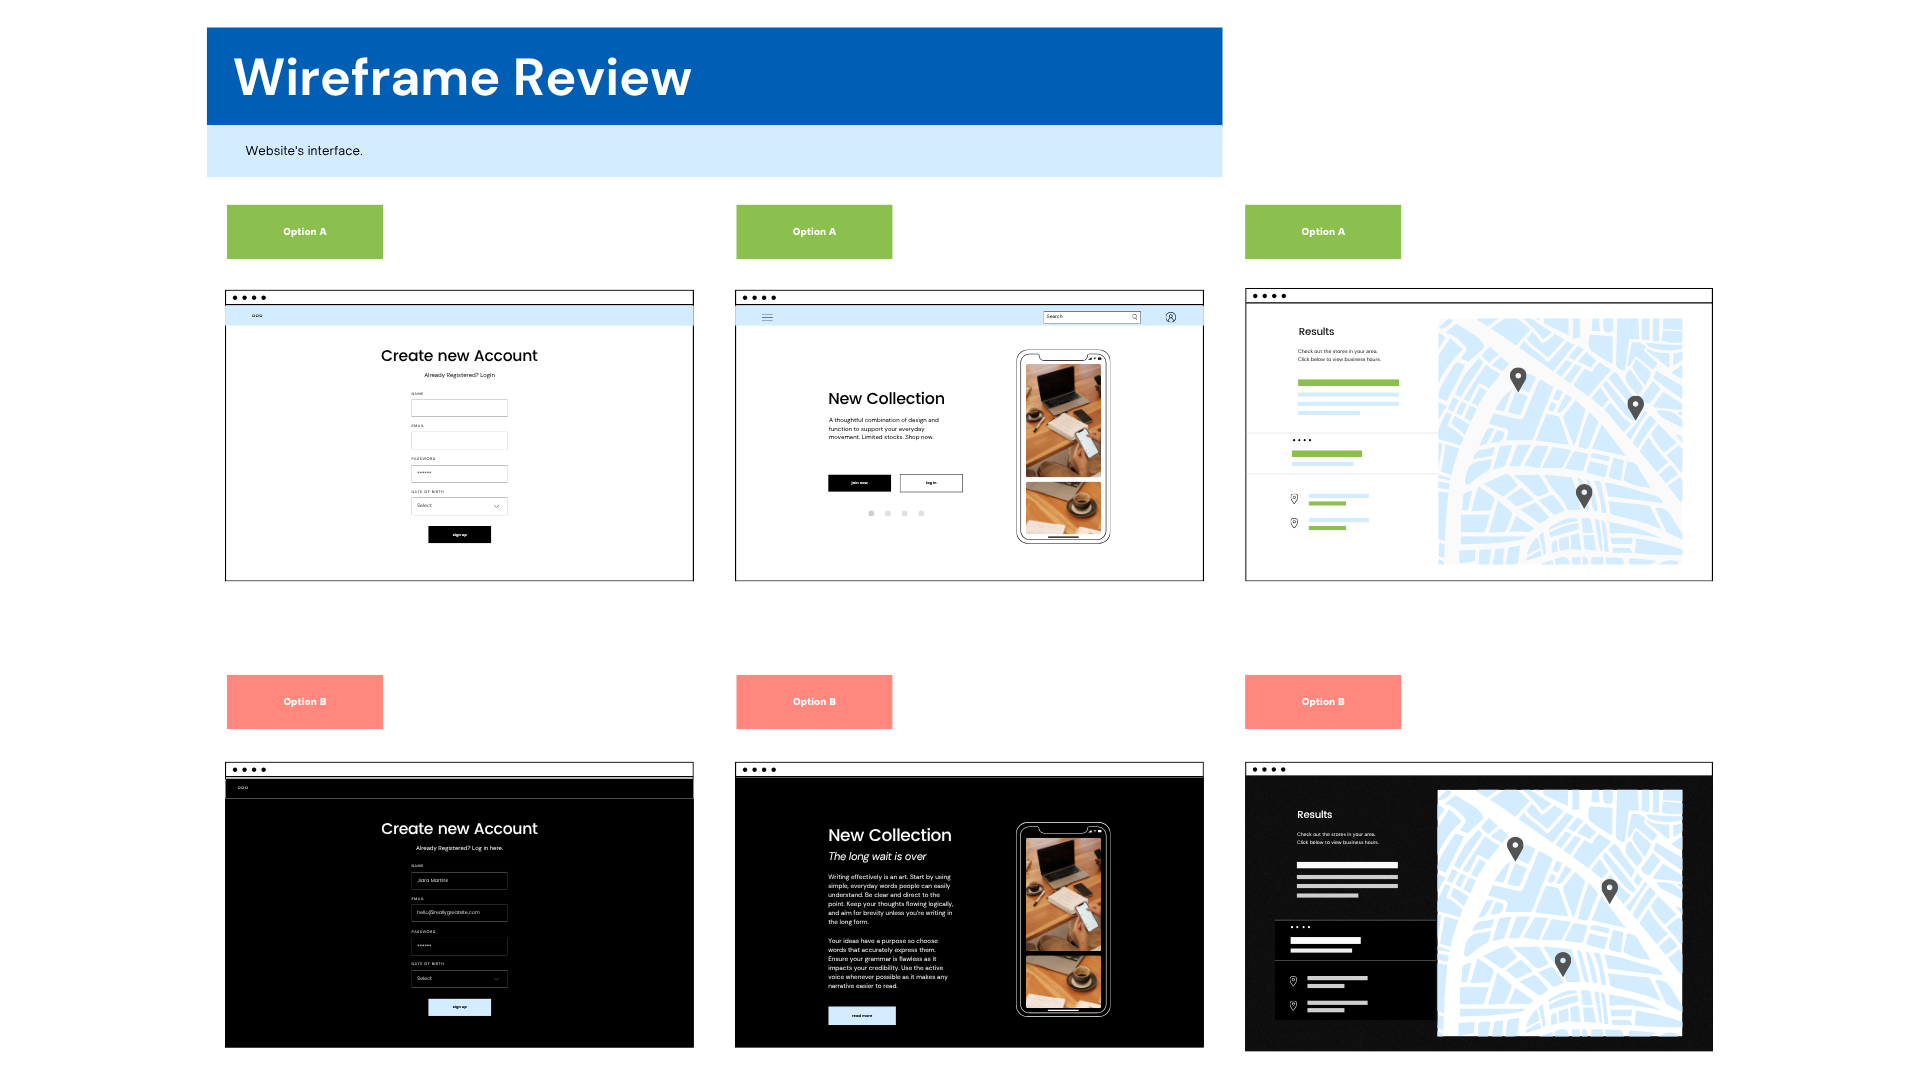 Wireframe Review
Website's interface.
Option A
Option A
Option A
Create new Account
Already Registered? Login
NAME
EMAIL
PASSWORD
******
DATE OF BIRTH
Select
sign up
Search
New Collection
A thoughtful combination of design and
function to support your everyday
movement. Limited stocks. Shop now.
join now
log in
Results
Check out the stores in your area.
Click below to view business hours.
Option B
Option B
Option B
Create new Account
Already Registered? Log in here.
NAME
Jiara Martins
EMAIL
hello@reallygreatsite.com
PASSWORD
******
DATE OF BIRTH
Select
sign up
New Collection
The long wait is over
Writing effectively is an art. Start by using
simple, everyday words people can easily
understand. Be clear and direct to the
point. Keep your thoughts flowing logically,
and aim for brevity unless you're writing in
the long form.
Your ideas have a purpose so choose
words that accurately express them.
Ensure your grammar is flawless as it
impacts your credibility. Use the active
voice whenever possible as it makes any
narrative easier to read.
read more
Results
Check out the stores in your area.
Click below to view business hours.